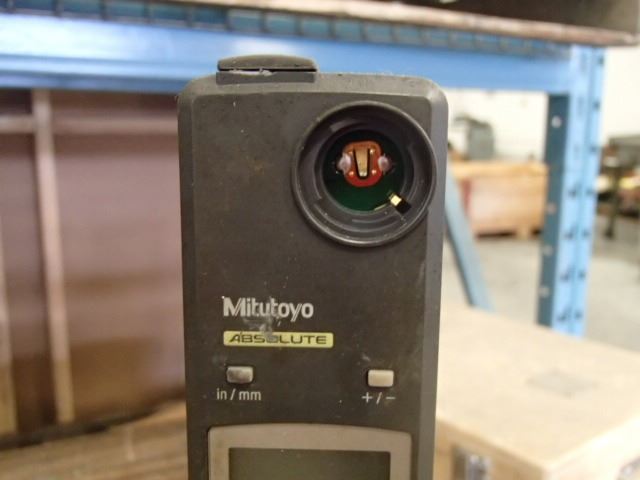 Mitutoyo
ABSOLUTE
in / mm
+ / -